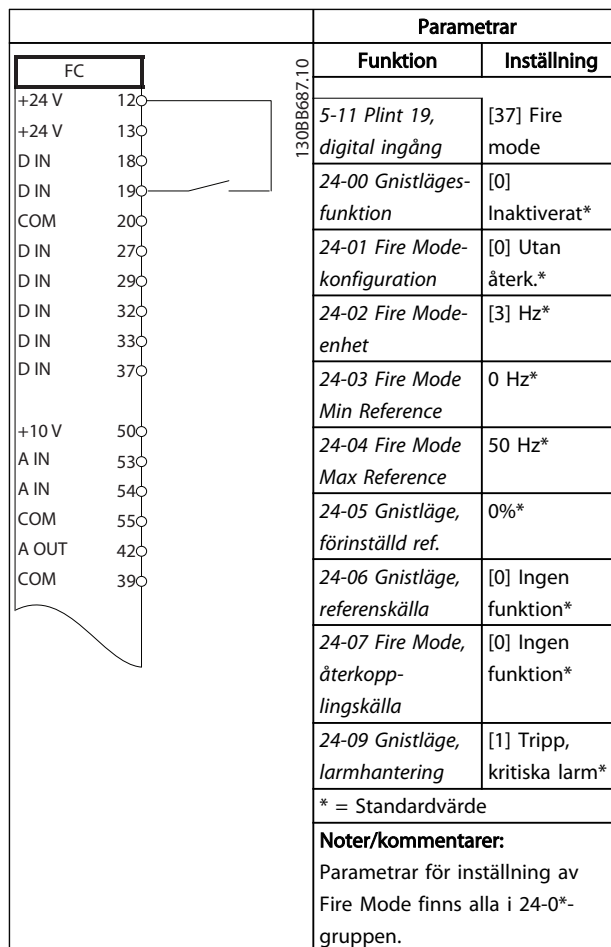 Parametrar
FC
130BB687.10
Funktion Inställning
+24 V 12
+24 V 13
D IN 18
D IN 19
COM 20
D IN 27
D IN 29
D IN 32
D IN 33
D IN 37
+10 V 50
A IN 53
A IN 54
COM 55
A OUT 42
COM 39
5-11 Plint 19, [37] Fire
digital ingång mode
24-00 Gnistläges- [0]
funktion Inaktiverat*
24-01 Fire Mode- [0] Utan
konfiguration återk.*
24-02 Fire Mode- [3] Hz*
enhet
24-03 Fire Mode 0 Hz*
Min Reference
24-04 Fire Mode 50 Hz*
Max Reference
24-05 Gnistläge, 0%*
förinställd ref.
24-06 Gnistläge, [0] Ingen
referenskälla funktion*
24-07 Fire Mode, [0] Ingen
återkopp- funktion*
lingskälla
24-09 Gnistläge, [1] Tripp,
larmhantering kritiska larm*
* = Standardvärde
Noter/kommentarer:
Parametrar för inställning av
Fire Mode finns alla i 24-0*-
gruppen.